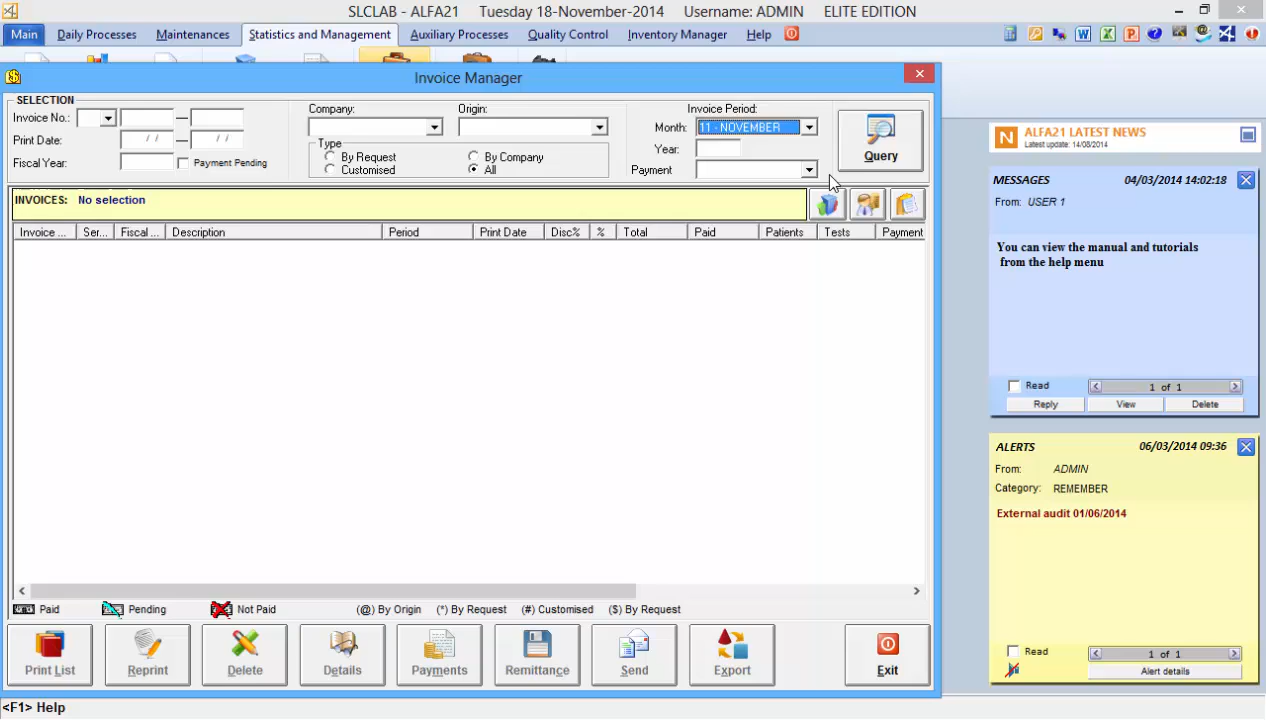 SLCLAB - ALFA21 Tuesday 18-November-2014 Username: ADMIN ELITE EDITION
Main Daily Processes Maintenances Statistics and Management Auxiliary Processes Quality Control Inventory Manager Help
Invoice Manager
SELECTION
Invoice No.: —
Print Date: / / — / /
Fiscal Year: Payment Pending
Company:
Origin:
Type
By Request By Company
Customised All
Invoice Period:
Month: 11 - NOVEMBER
Year:
Payment
Query
INVOICES: No selection
Invoice ... Ser... Fiscal ... Description Period Print Date Disc% % Total Paid Patients Tests Payment
Paid Pending Not Paid (@) By Origin (*) By Request (#) Customised ($) By Request
Print List Reprint Delete Details Payments Remittance Send Export Exit
<F1> Help
N ALFA21 LATEST NEWS
Latest update: 14/08/2014
MESSAGES 04/03/2014 14:02:18
From: USER 1
You can view the manual and tutorials
from the help menu
Read 1 of 1
Reply View Delete
ALERTS 06/03/2014 09:36
From: ADMIN
Category: REMEMBER
External audit 01/06/2014
Read 1 of 1
Alert details